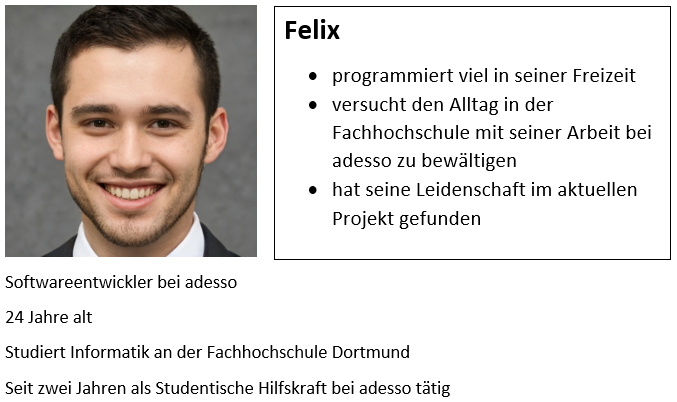 Felix
• programmiert viel in seiner Freizeit
• versucht den Alltag in der
Fachhochschule mit seiner Arbeit bei
adesso zu bewältigen
• hat seine Leidenschaft im aktuellen
Projekt gefunden
Softwareentwickler bei adesso
24 Jahre alt
Studiert Informatik an der Fachhochschule Dortmund
Seit zwei Jahren als Studentische Hilfskraft bei adesso tätig